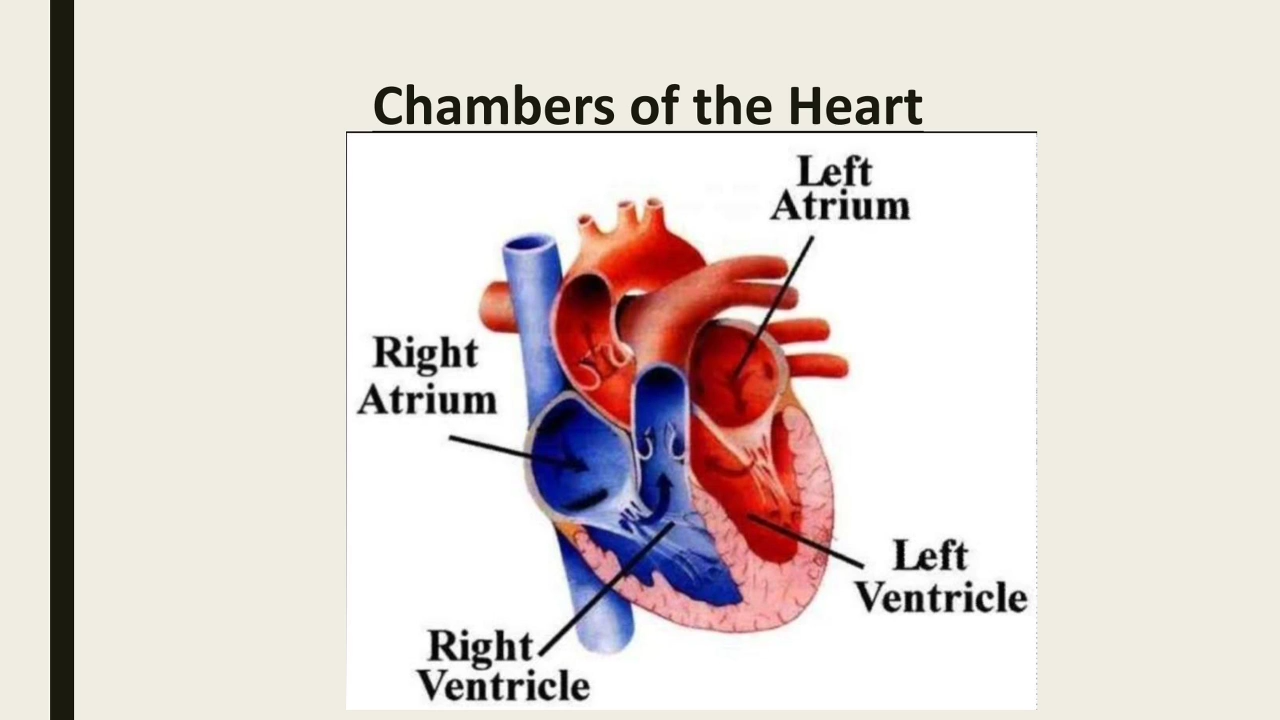 Chambers of the Heart
Left
Atrium
Right
Atrium
Left
Ventricle
Right
Ventricle